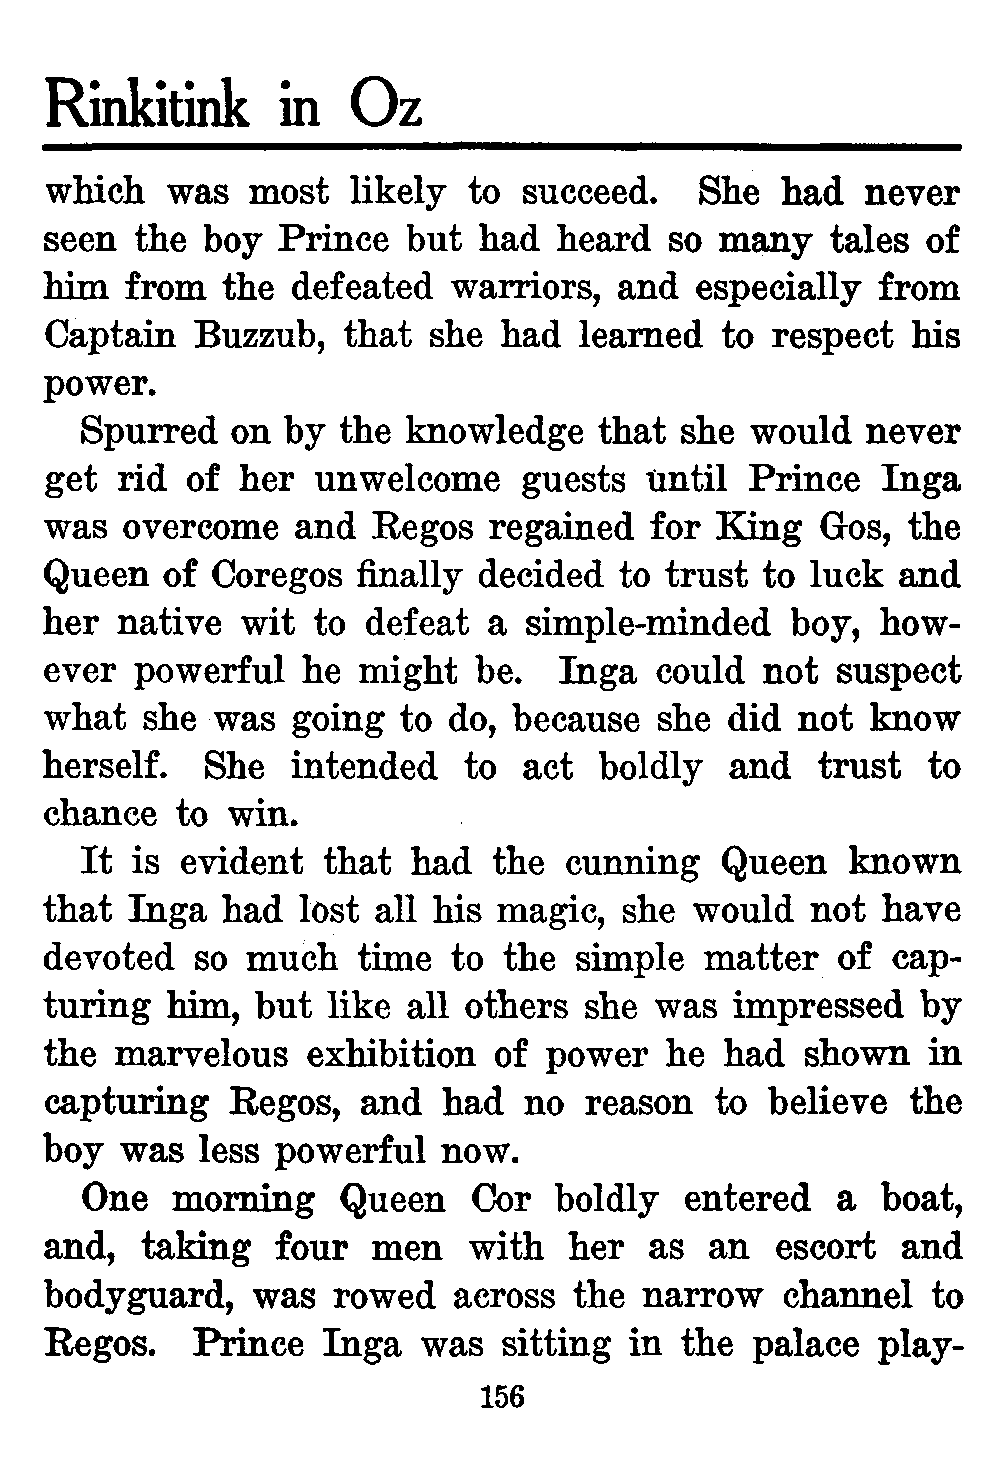 Rinkitink in Oz
which was most likely to succeed. She had never
seen the boy Prince but had heard so many tales of
him from the defeated warriors, and especially from
Captain Buzzub, that she had learned to respect his
power.
Spurred on by the knowledge that she would never
get rid of her unwelcome guests until Prince Inga
was overcome and Regos regained for King Gos, the
Queen of Coregos finally decided to trust to luck and
her native wit to defeat a simple-minded boy, how-
ever powerful he might be. Inga could not suspect
what she was going to do, because she did not know
herself. She intended to act boldly and trust to
chance to win.
It is evident that had the cunning Queen known
that Inga had lost all his magic, she would not have
devoted so much time to the simple matter of cap-
turing him, but like all others she was impressed by
the marvelous exhibition of power he had shown in
capturing Regos, and had no reason to believe the
boy was less powerful now.
One morning Queen Cor boldly entered a boat,
and, taking four men with her as an escort and
bodyguard, was rowed across the narrow channel to
Regos. Prince Inga was sitting in the palace play-
156